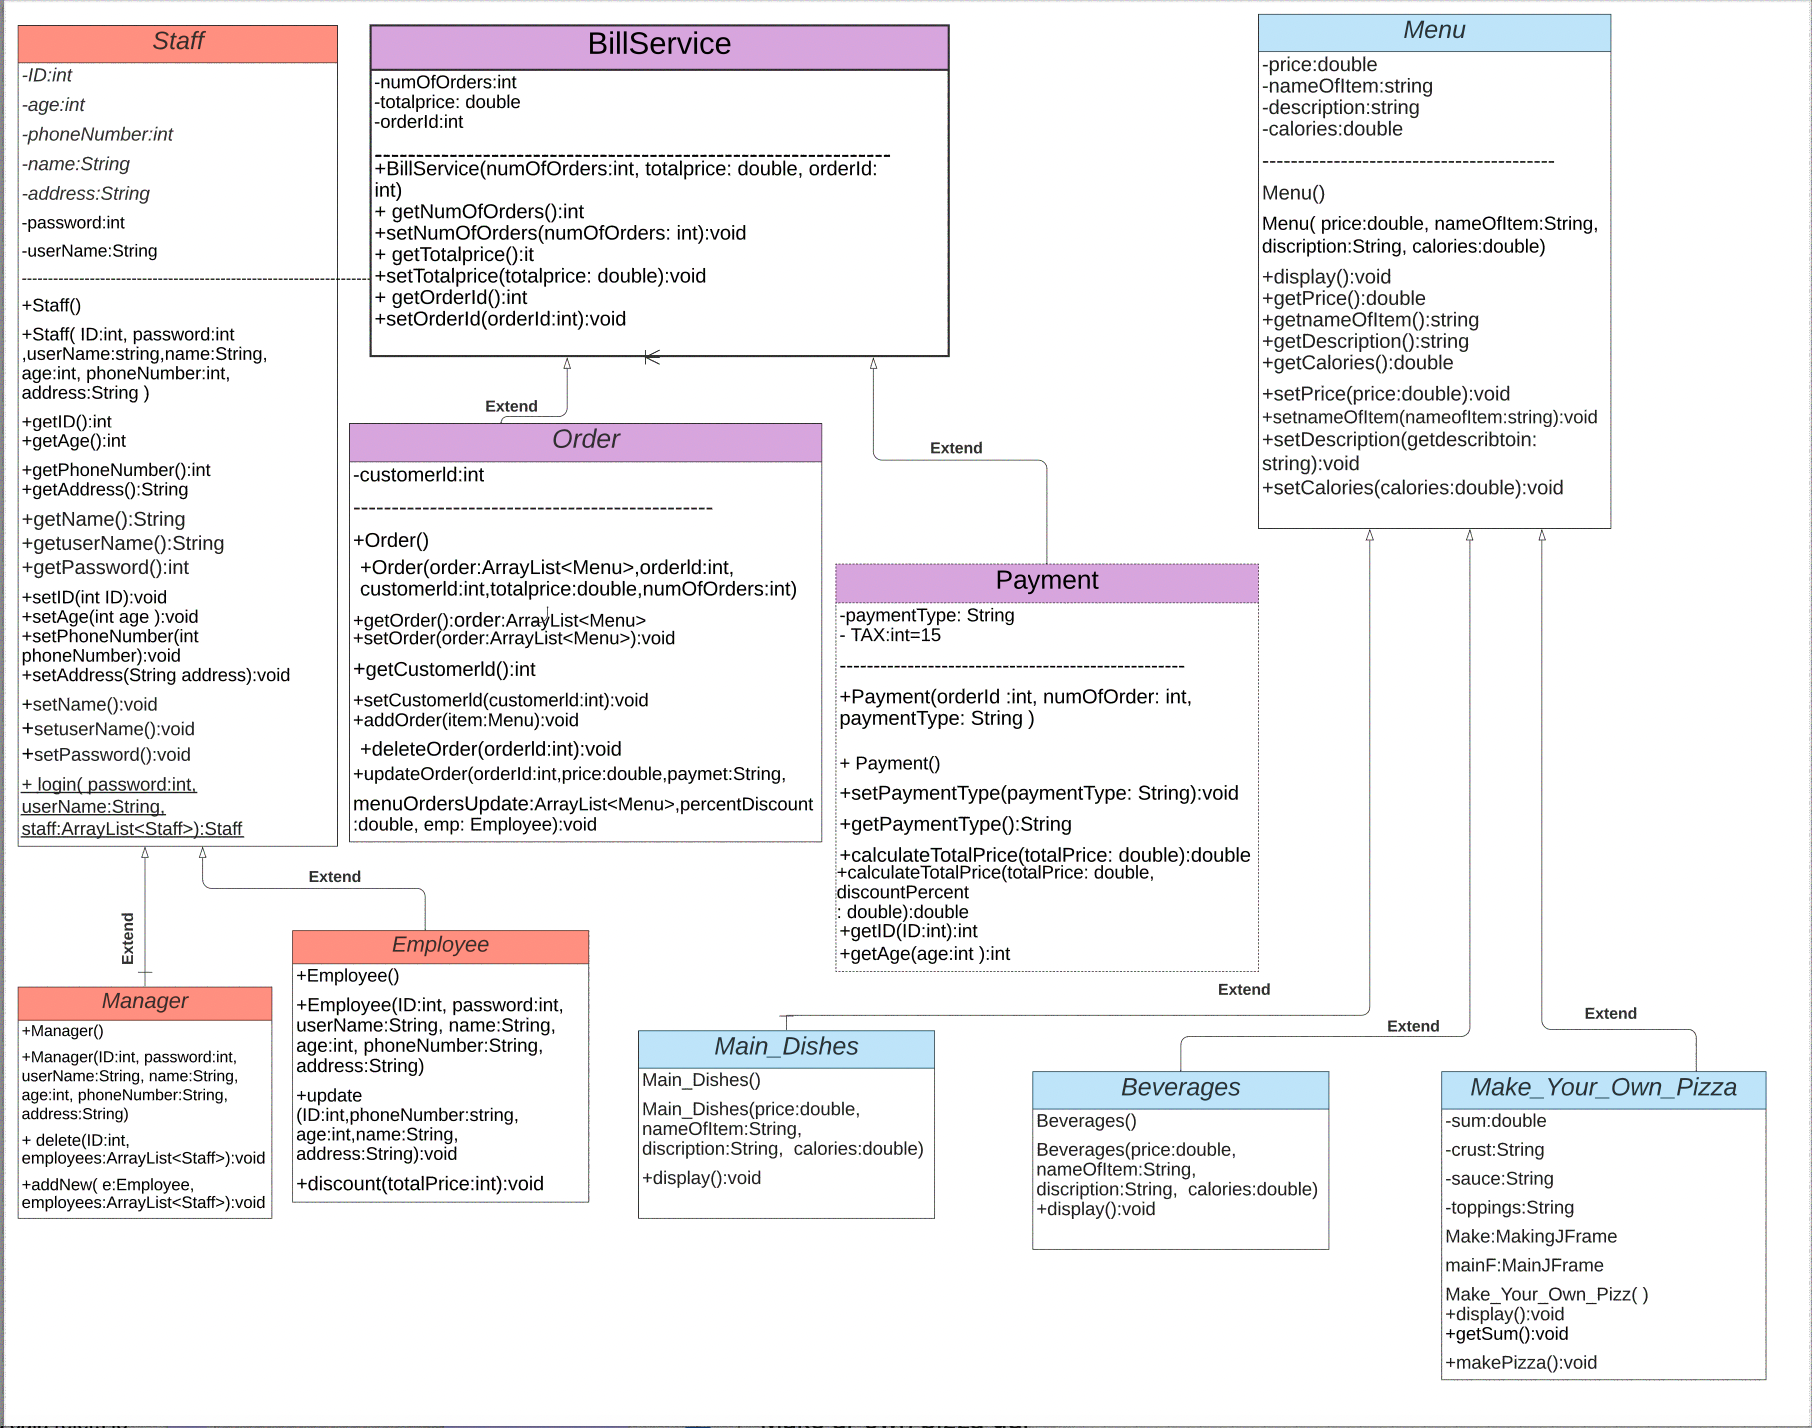 Staff
-ID:int
-age:int
-phoneNumber:int
-name:String
-address:String
-password:int
-userName:String
+Staff()
+Staff( ID:int, password:int
,userName:string,name:String,
age:int, phoneNumber:int,
address:String )
+getID():int
+getAge():int
+getPhoneNumber():int
+getAddress():String
+getName():String
+getuserName():String
+getPassword():int
+setID(int ID):void
+setAge(int age ):void
+setPhoneNumber(int
phoneNumber):void
+setAddress(String address):void
+setName():void
+setuserName():void
+setPassword():void
+ login( password:int,
userName:String,
staff:ArrayList<Staff>):Staff
BillService
-numOfOrders:int
-totalprice: double
-orderId:int
+BillService(numOfOrders:int, totalprice: double, orderId:
int)
+ getNumOfOrders():int
+setNumOfOrders(numOfOrders: int):void
+ getTotalprice():it
+setTotalprice(totalprice: double):void
+ getOrderId():int
+setOrderId(orderId:int):void
Menu
-price:double
-nameOfItem:string
-description:string
-calories:double
Menu()
Menu( price:double, nameOfItem:String,
discription:String, calories:double)
+display():void
+getPrice():double
+getnameOfItem():string
+getDescription():string
+getCalories():double
+setPrice(price:double):void
+setnameOfItem(nameofItem:string):void
+setDescription(getdescribtoin:
string):void
+setCalories(calories:double):void
Extend
Extend
Order
-customerId:int
+Order()
+Order(order:ArrayList<Menu>,orderId:int,
customerId:int,totalprice:double,numOfOrders:int)
+getOrder():order:ArrayList<Menu>
+setOrder(order:ArrayList<Menu>):void
+getCustomerId():int
+setCustomerId(customerId:int):void
+addOrder(item:Menu):void
+deleteOrder(orderId:int):void
+updateOrder(orderId:int,price:double,paymet:String,
menuOrdersUpdate:ArrayList<Menu>,percentDiscount
:double, emp: Employee):void
Payment
-paymentType: String
- TAX:int=15
+Payment(orderId :int, numOfOrder: int,
paymentType: String )
+ Payment()
+setPaymentType(paymentType: String):void
+getPaymentType():String
+calculateTotalPrice(totalPrice: double):double
+calculateTotalPrice(totalPrice: double,
discountPercent
: double):double
+getID(ID:int):int
+getAge(age:int ):int
Extend
Extend
Manager
+Manager()
+Manager(ID:int, password:int,
userName:String, name:String,
age:int, phoneNumber:String,
address:String)
+ delete(ID:int,
employees:ArrayList<Staff>):void
+addNew( e:Employee,
employees:ArrayList<Staff>):void
Employee
+Employee()
+Employee(ID:int, password:int,
userName:String, name:String,
age:int, phoneNumber:String,
address:String)
+update
(ID:int,phoneNumber:string,
age:int,name:String,
address:String):void
+discount(totalPrice:int):void
Extend
Extend
Extend
Main_Dishes
Main_Dishes()
Main_Dishes(price:double,
nameOfItem:String,
discription:String,  calories:double)
+display():void
Beverages
Beverages()
Beverages(price:double,
nameOfItem:String,
discription:String,  calories:double)
+display():void
Make_Your_Own_Pizza
-sum:double
-crust:String
-sauce:String
-toppings:String
Make:MakingJFrame
mainF:MainJFrame
Make_Your_Own_Pizz( )
+display():void
+getSum():void
+makePizza():void